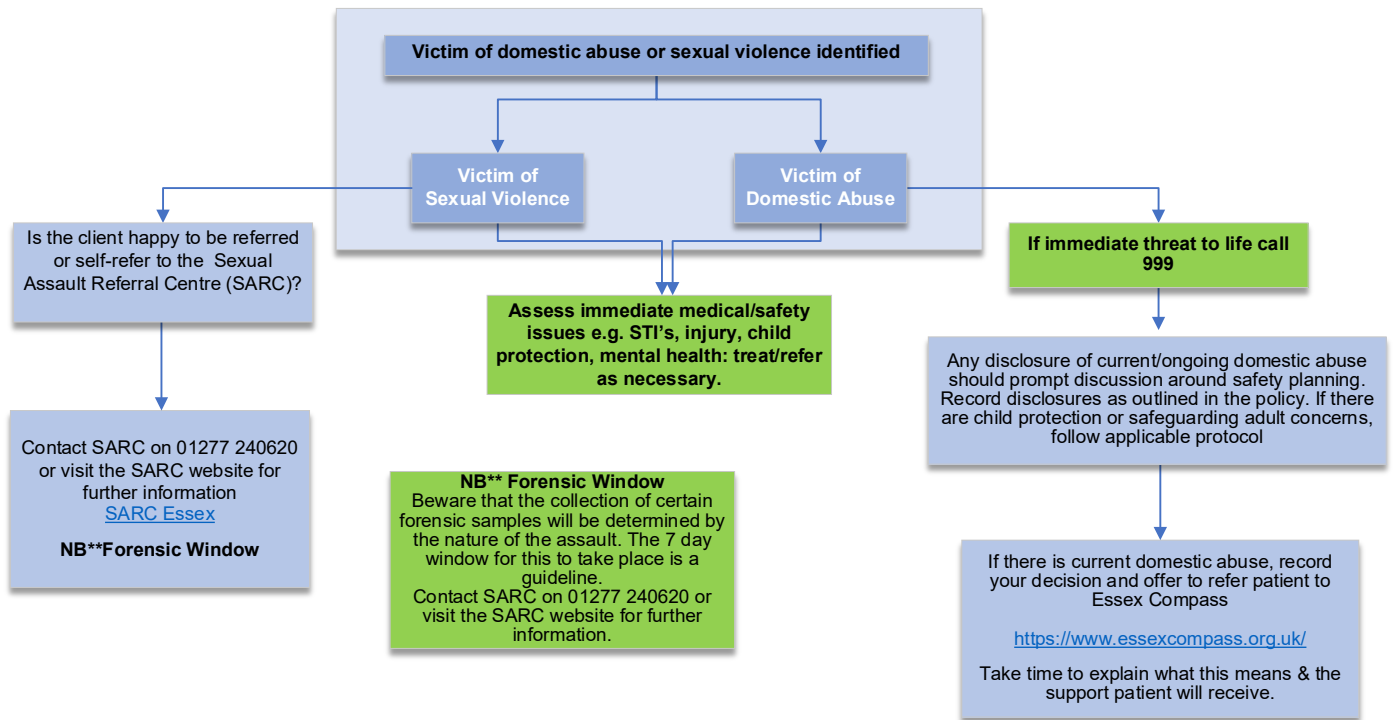 Victim of domestic abuse or sexual violence identified
Victim of
Sexual Violence
Victim of
Domestic Abuse
Is the client happy to be referred
or self-refer to the Sexual
Assault Referral Centre (SARC)?
If immediate threat to life call
999
Assess immediate medical/safety
issues e.g. STI's, injury, child
protection, mental health: treat/refer
as necessary.
Any disclosure of current/ongoing domestic abuse
should prompt discussion around safety planning.
Record disclosures as outlined in the policy. If there
are child protection or safeguarding adult concerns,
follow applicable protocol
Contact SARC on 01277 240620
or visit the SARC website for
further information
SARC Essex
NB**Forensic Window
NB** Forensic Window
Beware that the collection of certain
forensic samples will be determined by
the nature of the assault. The 7 day
window for this to take place is a
guideline.
Contact SARC on 01277 240620 or
visit the SARC website for further
information.
If there is current domestic abuse, record
your decision and offer to refer patient to
Essex Compass
https://www.essexcompass.org.uk/
Take time to explain what this means & the
support patient will receive.